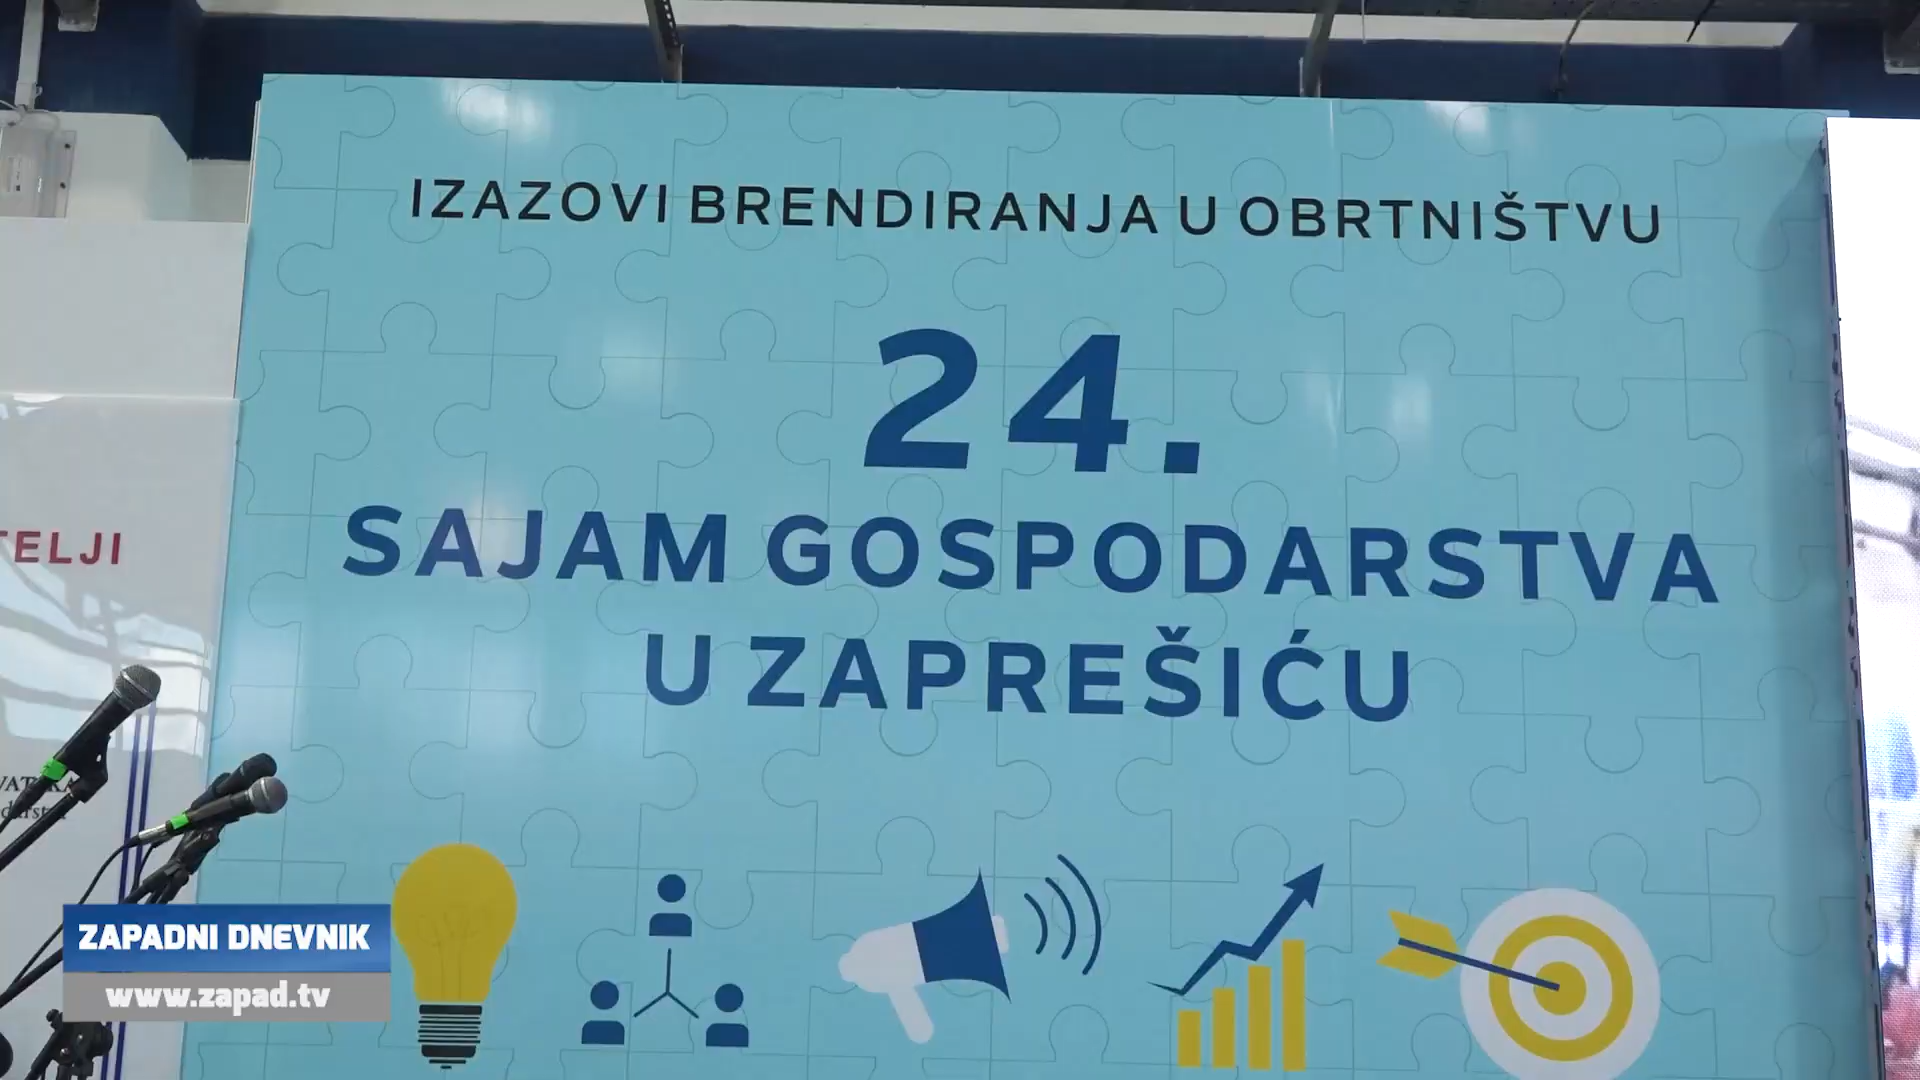 IZAZOVI BRENDIRANJA U OBRTNIŠTVU
24.
SAJAM GOSPODARSTVA
U ZAPREŠIĆU
TELJI
ZAPADNI DNEVNIK
www.zapad.tv